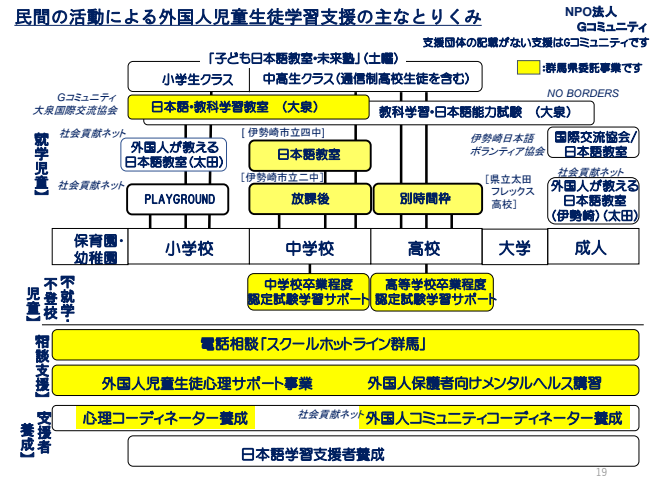 民間の活動による外国人児童生徒学習支援の主なとりくみ
NPO法人
Gコミュニティ
支援団体の記載がない支援はGコミュニティです
「子ども日本語教室・未来塾」(土曜)
:群馬県委託事業です
小学生クラス
中高生クラス(通信制高校生徒を含む)
Gコミュニティ
大泉国際交流協会
日本語・教科学習教室 (大泉)
NO BORDERS
教科学習・日本語能力試験 (大泉)
【就学児童】
社会貢献ネット
外国人が教える
日本語教室(太田)
[伊勢崎市立四中]
日本語教室
伊勢崎日本語
ボランティア協会
国際交流協会/
日本語教室
社会貢献ネット
PLAYGROUND
[伊勢崎市立二中]
放課後
別時間枠
[県立太田
フレックス
高校]
社会貢献ネット
外国人が教える
日本語教室
(伊勢崎)(太田)
保育園・
幼稚園
小学校
中学校
高校
大学
成人
【不就学・
不登校
児童】
中学校卒業程度
認定試験学習サポート
高等学校卒業程度
認定試験学習サポート
【相談支援】
電話相談「スクールホットライン群馬」
外国人児童生徒心理サポート事業
外国人保護者向けメンタルヘルス講習
【支援者
養成】
心理コーディネーター養成
社会貢献ネット
外国人コミュニティコーディネーター養成
日本語学習支援者養成
19